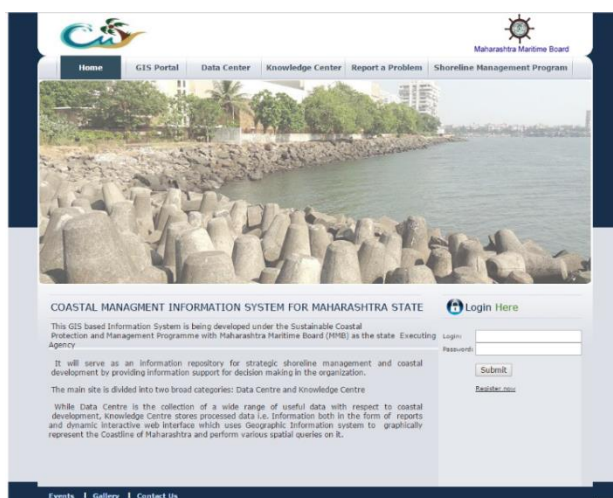 Maharashtra Maritime Board
Home GIS Portal Data Center Knowledge Center Report a Problem Shoreline Management Program
COASTAL MANAGMENT INFORMATION SYSTEM FOR MAHARASHTRA STATE
This GIS based Information System is being developed under the Sustainable Coastal
Protection and Management Programme with Maharashtra Maritime Board (MMB) as the state Executing
Agency
It will serve as an information repository for strategic shoreline management and coastal
development by providing information support for decision making in the organization.
The main site is divided into two broad categories: Data Centre and Knowledge Centre
While Data Centre is the collection of a wide range of useful data with respect to coastal
development, Knowledge Centre stores processed data i.e. Information both in the form of reports
and dynamic interactive web interface which uses Geographic Information system to graphically
represent the Coastline of Maharashtra and perform various spatial queries on it.
Login Here
Login:
Password:
Submit
Register now
Events | Gallery | Contact Us